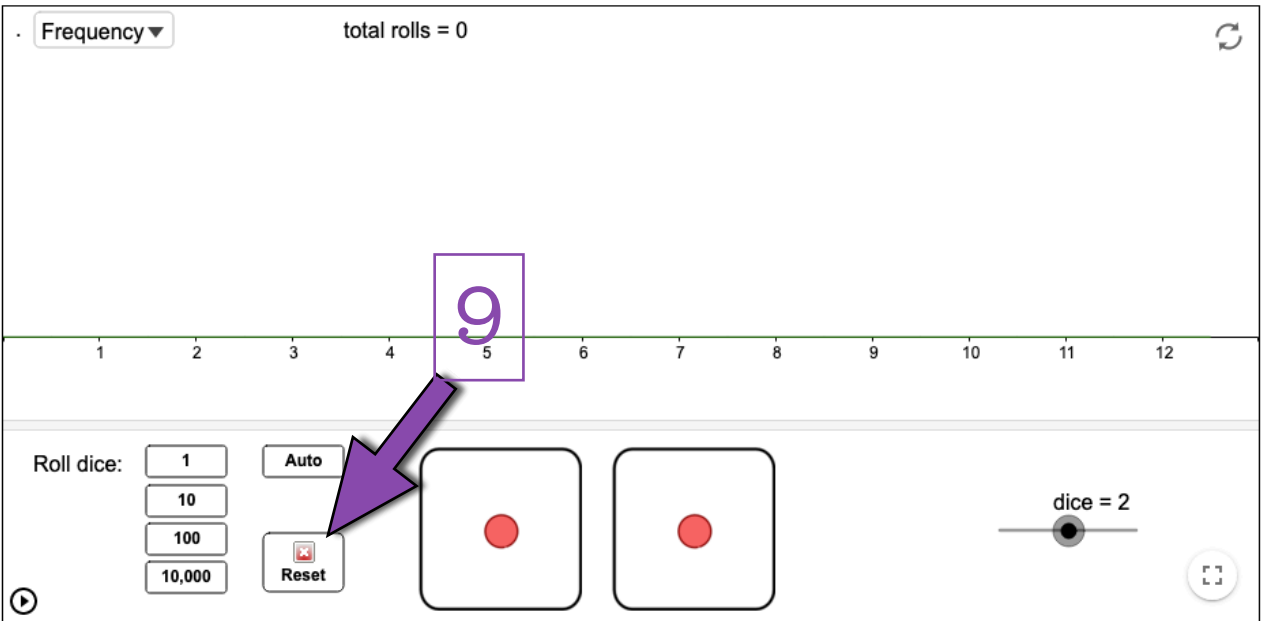 . Frequency▼ total rolls = 0
9
1 2 3 4 5 6 7 8 9 10 11 12
Roll dice: 1 Auto
10
dice = 2
100
10,000 Reset